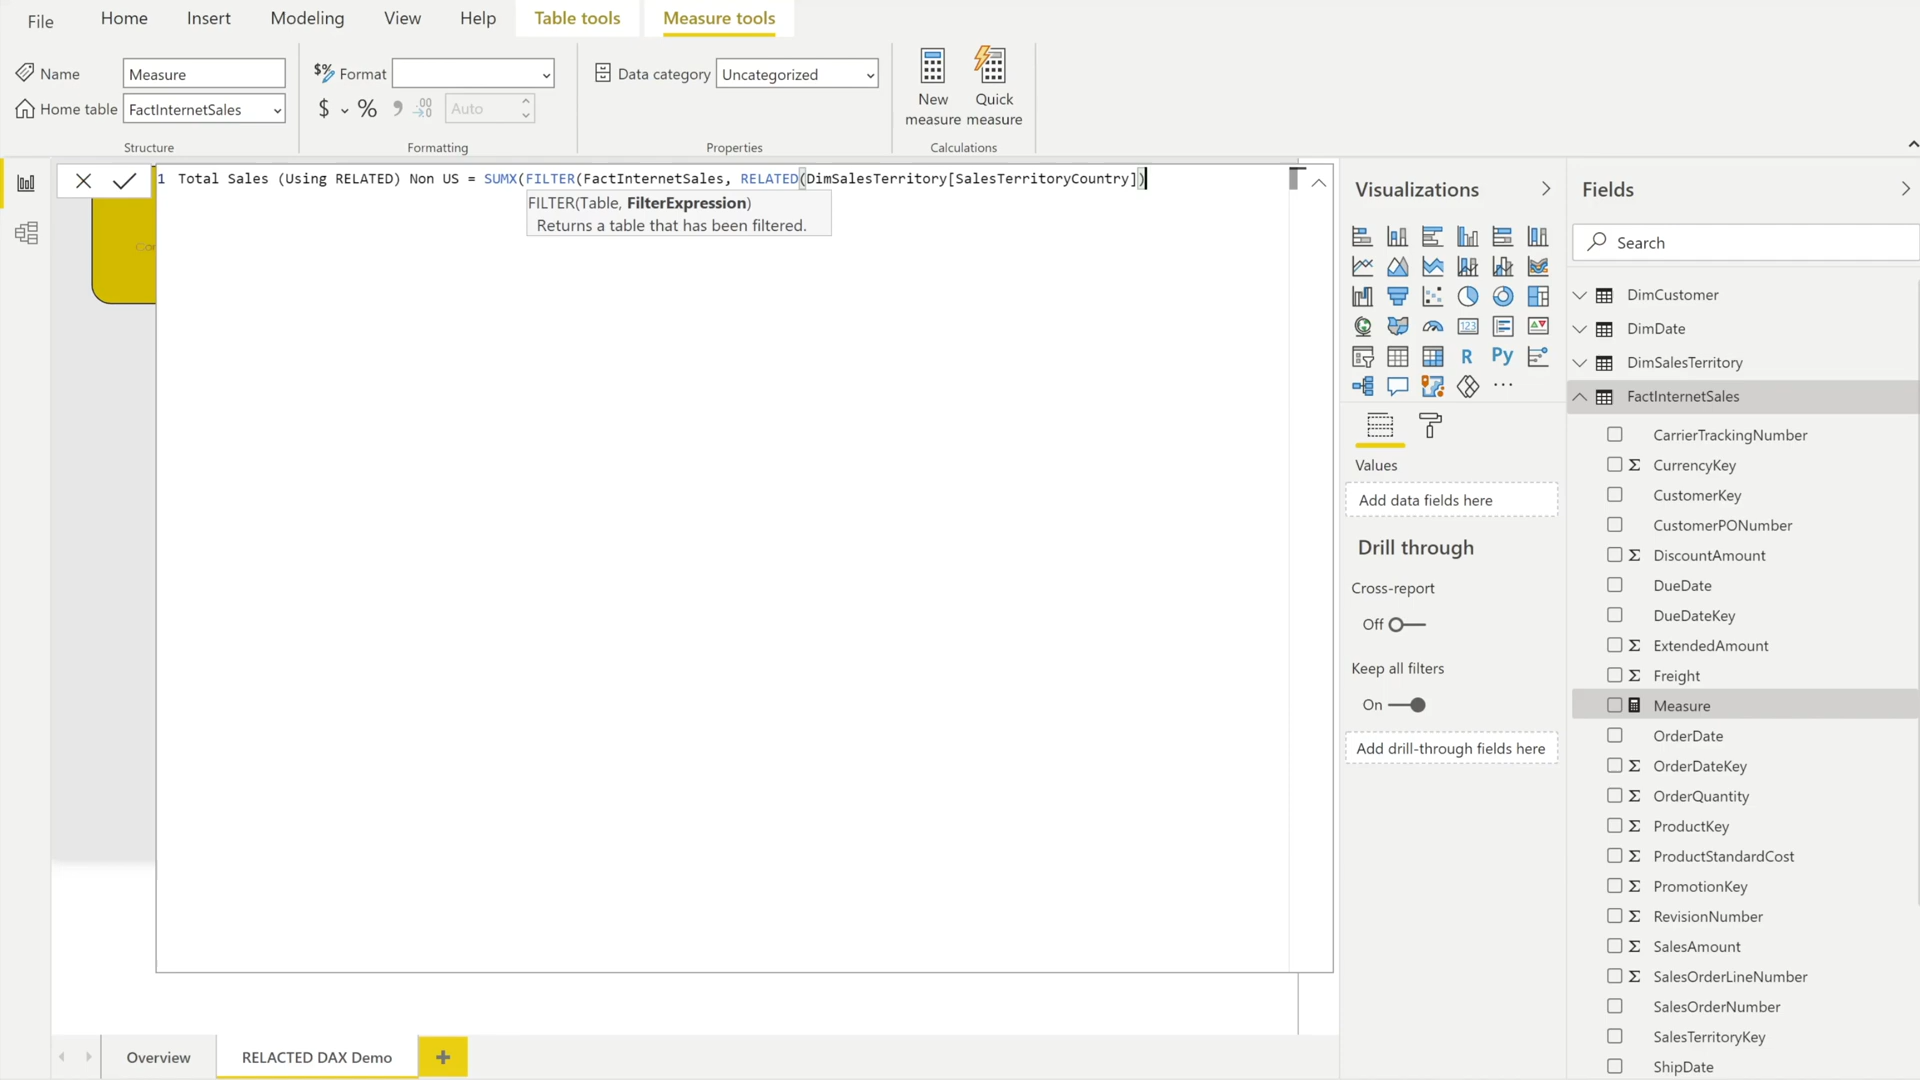 File Home Insert Modeling View Help Table tools Measure tools
Name Measure
Home table FactInternetSales
Structure
$% Format
$ % , .00 Auto
Formatting
Data category Uncategorized
Properties
New measure
Quick measure
Calculations
1 Total Sales (Using RELATED) Non US = SUMX(FILTER(FactInternetSales, RELATED(DimSalesTerritory[SalesTerritoryCountry])
FILTER(Table, FilterExpression)
Returns a table that has been filtered.
Visualizations
123
R Py
Values
Add data fields here
Drill through
Cross-report
Off
Keep all filters
On
Add drill-through fields here
Fields
Search
DimCustomer
DimDate
DimSalesTerritory
FactInternetSales
CarrierTrackingNumber
Σ CurrencyKey
CustomerKey
CustomerPONumber
Σ DiscountAmount
DueDate
DueDateKey
Σ ExtendedAmount
Σ Freight
Measure
OrderDate
Σ OrderDateKey
Σ OrderQuantity
Σ ProductKey
Σ ProductStandardCost
Σ PromotionKey
Σ RevisionNumber
Σ SalesAmount
Σ SalesOrderLineNumber
SalesOrderNumber
SalesTerritoryKey
ShipDate
Overview RELACTED DAX Demo +